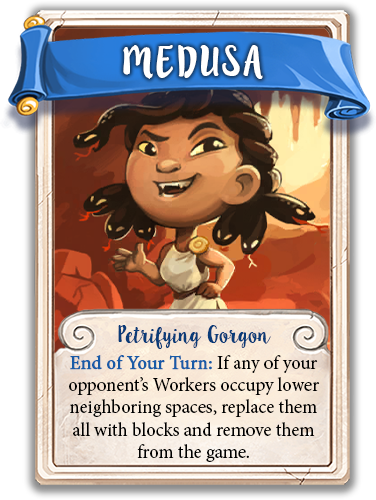 MEDUSA
Petrifying Gorgon
End of Your Turn: If any of your
opponent's Workers occupy lower
neighboring spaces, replace them
all with blocks and remove them
from the game.